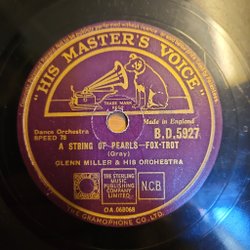 "HIS MASTER'S VOICE"
TRADE MARK
Made in England
Dance Orchestra
SPEED 78
B.D. 5927
A STRING OF PEARLS—FOX-TROT
(Gray)
GLENN MILLER & HIS ORCHESTRA
THE STERLING
MUSIC
PUBLISHING
COMPANY
LIMITED.
NCB
OA 068068
THE GRAMOPHONE CO LTD.